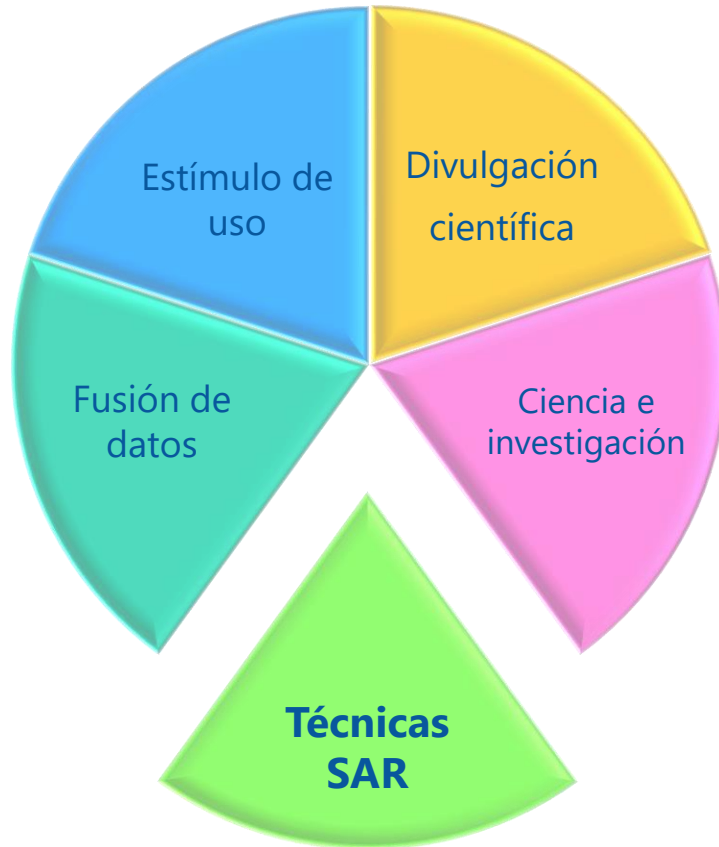 Estímulo de
uso
Divulgación
científica
Fusión de
datos
Ciencia e
investigación
Técnicas
SAR